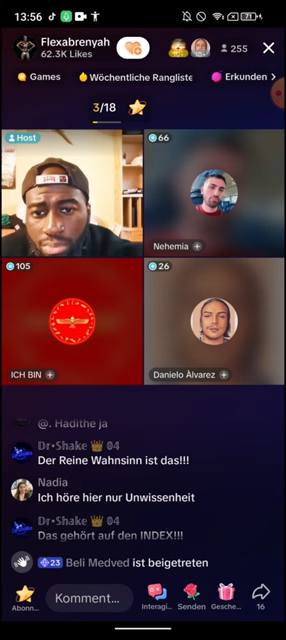 13:56
Flexabrenyah
62.3K Likes
255
Games
Wöchentliche Rangliste
Erkunden
3/18
Host
66
Nehemia
105
ICH BIN
26
Danielo Àlvarez
@. Hadithe ja
Dr•Shake 👑 04
Der Reine Wahnsinn ist das!!!
Nadia
Ich höre hier nur Unwissenheit
Dr•Shake 👑 04
Das gehört auf den INDEX!!!
23 Beli Medved ist beigetreten
Komment...
Abonn...
Interagi...
Senden
Gesche...
16